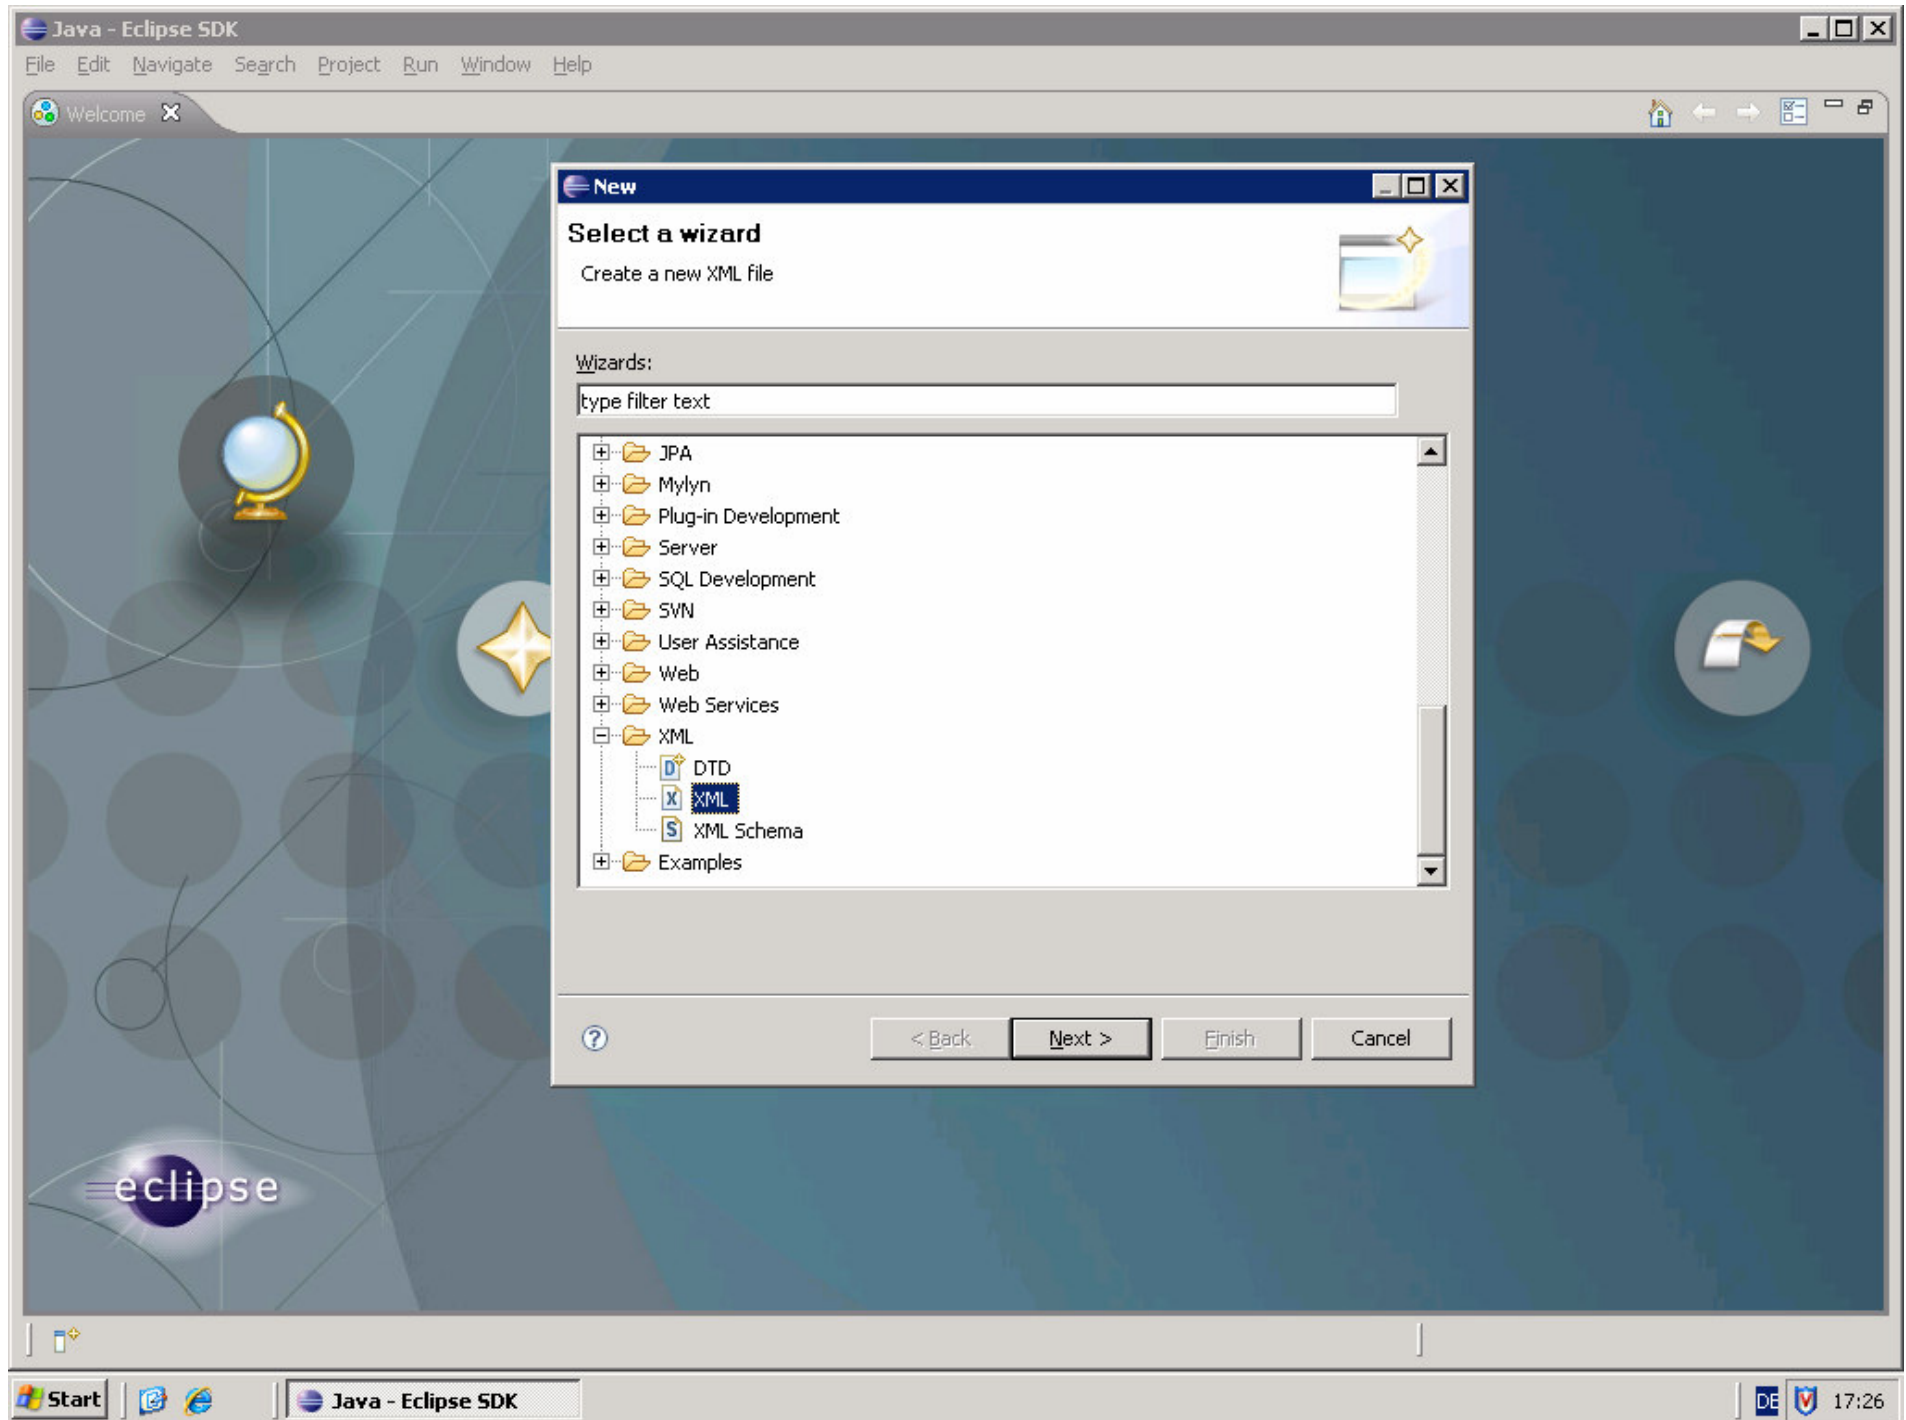 Java - Eclipse SDK
File Edit Navigate Search Project Run Window Help
Welcome
New
Select a wizard
Create a new XML file
Wizards:
type filter text
JPA
Mylyn
Plug-in Development
Server
SQL Development
SVN
User Assistance
Web
Web Services
XML
D DTD
X XML
S XML Schema
Examples
? < Back Next > Finish Cancel
eclipse
Start Java - Eclipse SDK DE V 17:26